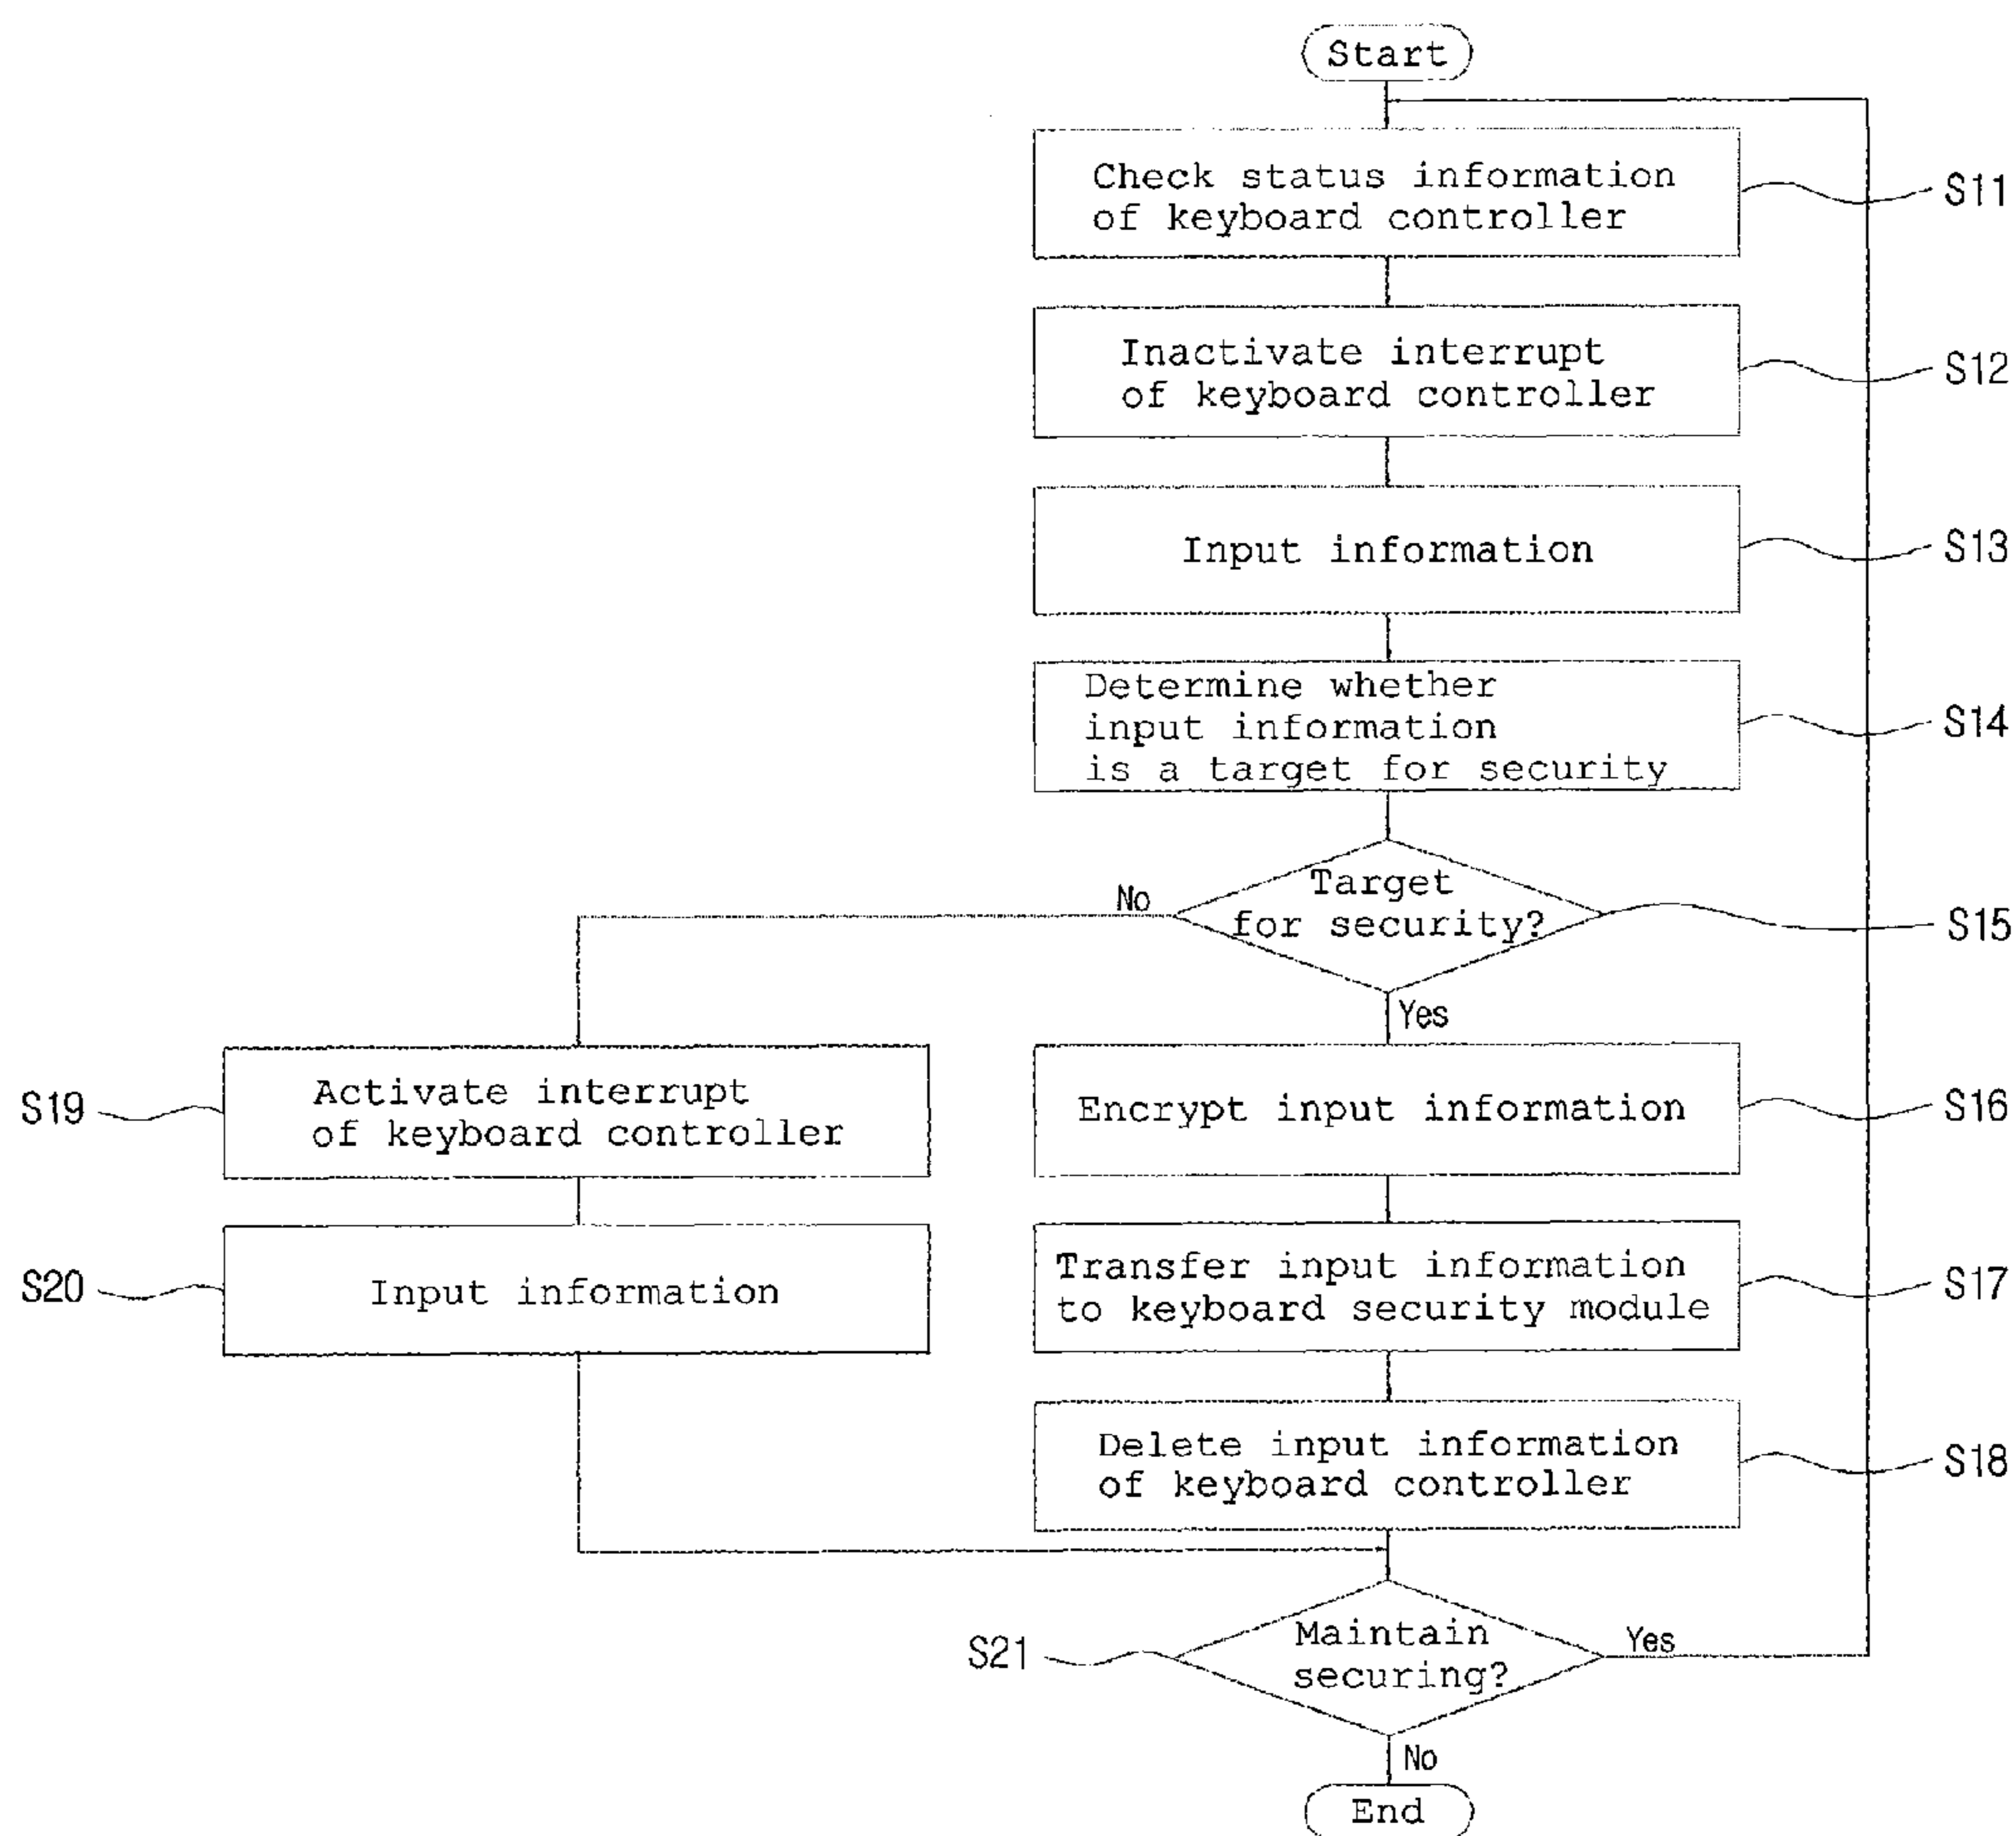 Start
Check status information
of keyboard controller
S11
Inactivate interrupt
of keyboard controller
S12
Input information
S13
Determine whether
input information
is a target for security
S14
Target
for security?
No
S15
Yes
S19
Activate interrupt
of keyboard controller
Encrypt input information
S16
S20
Input information
Transfer input information
to keyboard security module
S17
Delete input information
of keyboard controller
S18
S21
Maintain
securing?
Yes
No
End